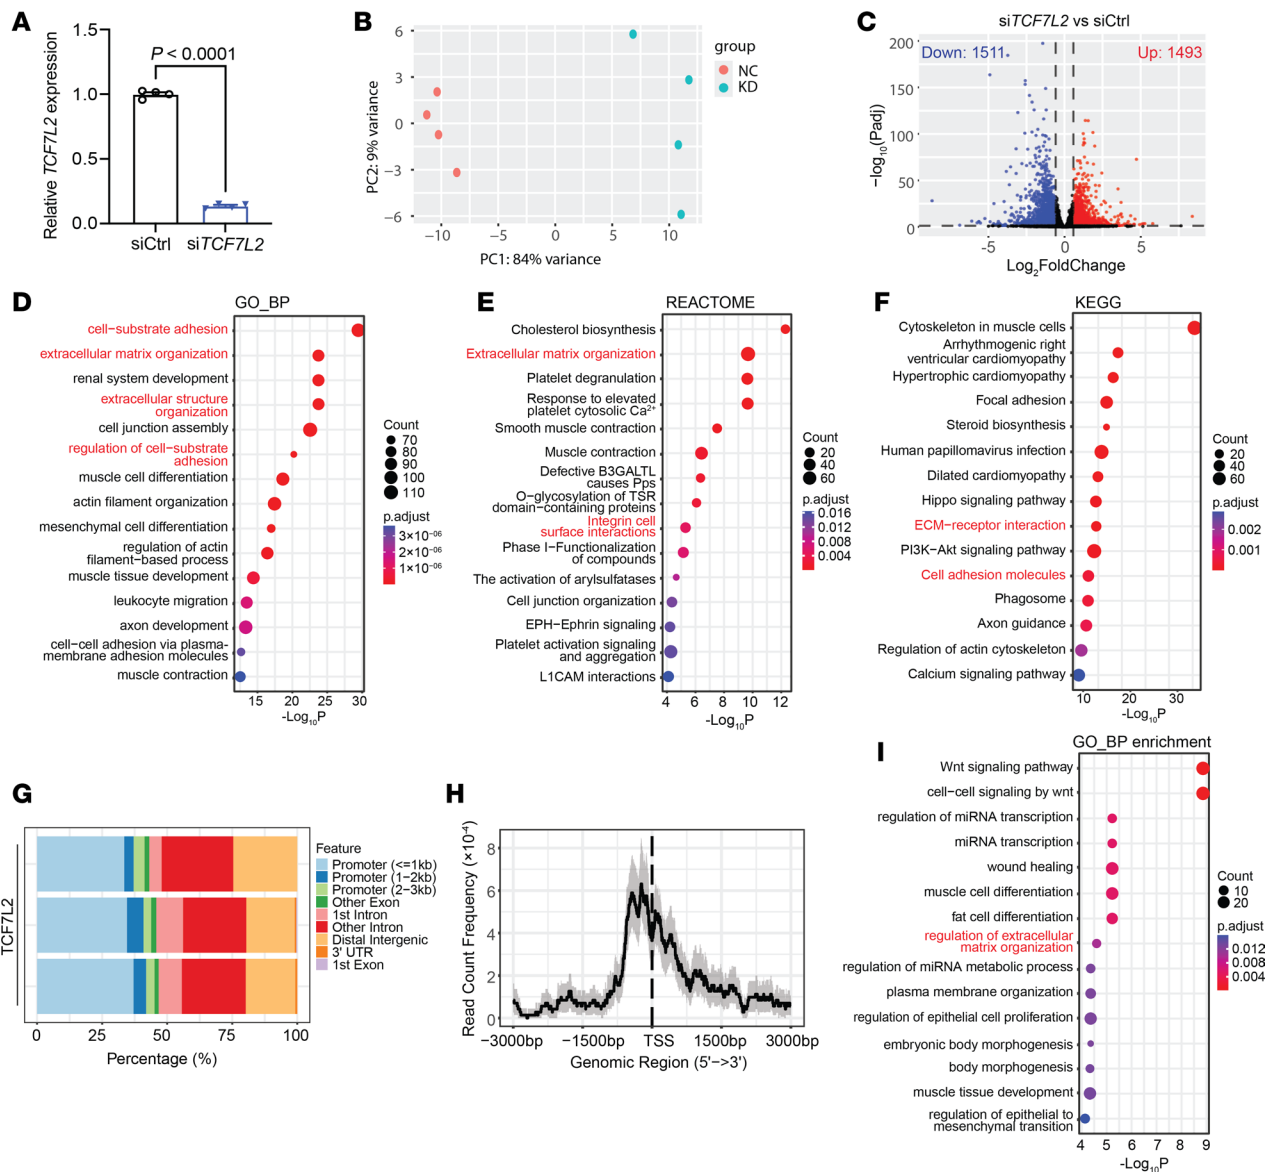 A
Relative TCF7L2 expression
1.5
1.0
0.5
0.0
P < 0.0001
siCtrl
siTCF7L2
B
PC2: 9% variance
6
3
0
−3
−6
−10
−5
0
5
10
PC1: 84% variance
group
NC
KD
C
siTCF7L2 vs siCtrl
Down: 1511
Up: 1493
−log10(Padj)
200
150
100
50
0
-5
0
5
Log2FoldChange
D
GO_BP
cell−substrate adhesion
extracellular matrix organization
renal system development
extracellular structure
organization
cell junction assembly
regulation of cell−substrate
adhesion
muscle cell differentiation
actin filament organization
mesenchymal cell differentiation
regulation of actin
filament−based process
muscle tissue development
leukocyte migration
axon development
cell−cell adhesion via plasma-
membrane adhesion molecules
muscle contraction
15
20
25
30
-Log10P
Count
70
80
90
100
110
p.adjust
3×10−06
2×10−06
1×10−06
E
REACTOME
Cholesterol biosynthesis
Extracellular matrix organization
Platelet degranulation
Response to elevated
platelet cytosolic Ca2+
Smooth muscle contraction
Muscle contraction
Defective B3GALTL
causes Pps
O−glycosylation of TSR
domain−containing proteins
Integrin cell
surface interactions
Phase I−Functionalization
of compounds
The activation of arylsulfatases
Cell junction organization
EPH−Ephrin signaling
Platelet activation signaling
and aggregation
L1CAM interactions
4
6
8
10
12
-Log10P
Count
20
40
60
p.adjust
0.016
0.012
0.008
0.004
F
KEGG
Cytoskeleton in muscle cells
Arrhythmogenic right
ventricular cardiomyopathy
Hypertrophic cardiomyopathy
Focal adhesion
Steroid biosynthesis
Human papillomavirus infection
Dilated cardiomyopathy
Hippo signaling pathway
ECM−receptor interaction
PI3K−Akt signaling pathway
Cell adhesion molecules
Phagosome
Axon guidance
Regulation of actin cytoskeleton
Calcium signaling pathway
10
20
30
-Log10P
Count
20
40
60
p.adjust
0.002
0.001
G
TCF7L2
0
25
50
75
100
Percentage (%)
Feature
Promoter (<=1kb)
Promoter (1−2kb)
Promoter (2−3kb)
Other Exon
1st Intron
Other Intron
Distal Intergenic
3' UTR
1st Exon
H
Read Count Frequency (×10-4)
8
6
4
2
0
−3000bp
−1500bp
TSS
1500bp
3000bp
Genomic Region (5'−>3')
I
GO_BP enrichment
Wnt signaling pathway
cell−cell signaling by wnt
regulation of miRNA transcription
miRNA transcription
wound healing
muscle cell differentiation
fat cell differentiation
regulation of extracellular
matrix organization
regulation of miRNA metabolic process
plasma membrane organization
regulation of epithelial cell proliferation
embryonic body morphogenesis
body morphogenesis
muscle tissue development
regulation of epithelial to
mesenchymal transition
4
5
6
7
8
9
-Log10P
Count
10
20
p.adjust
0.012
0.008
0.004